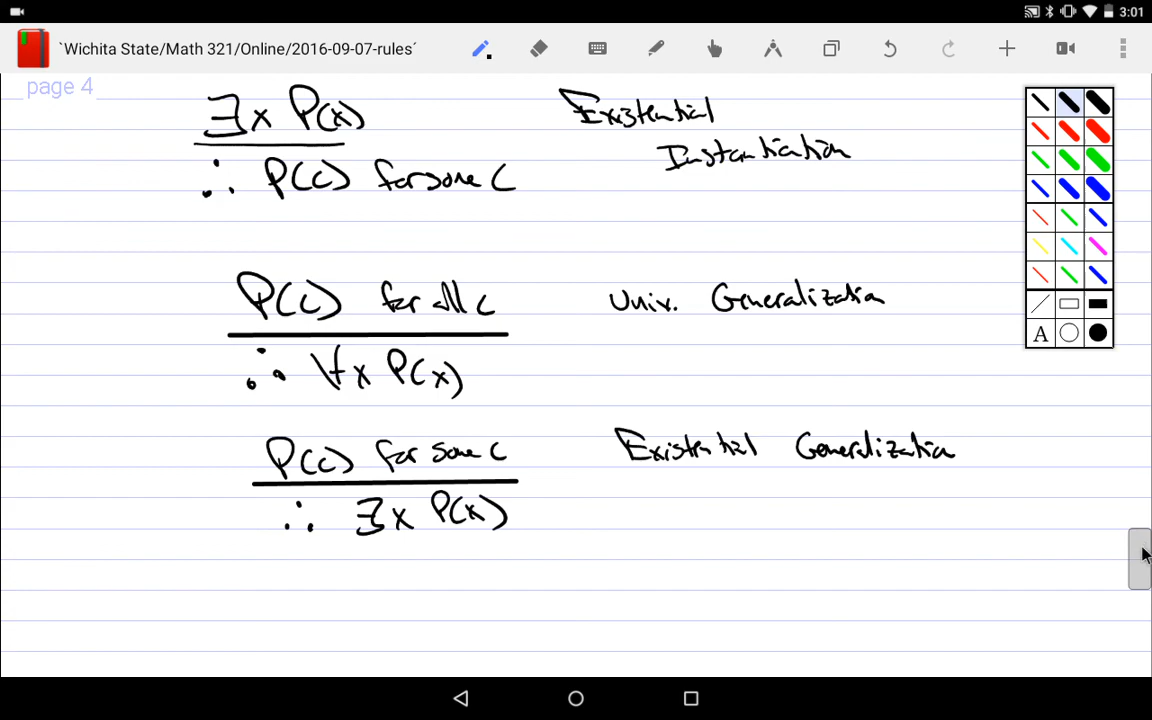 3:01
`Wichita State/Math 321/Online/2016-09-07-rules´
page 4
∃x P(x) Existential
Instantiation
∴ P(c) for some c
P(c) for all c Univ. Generalization
∴ ∀x P(x)
P(c) for some c Existential Generalization
∴ ∃x P(x)
A